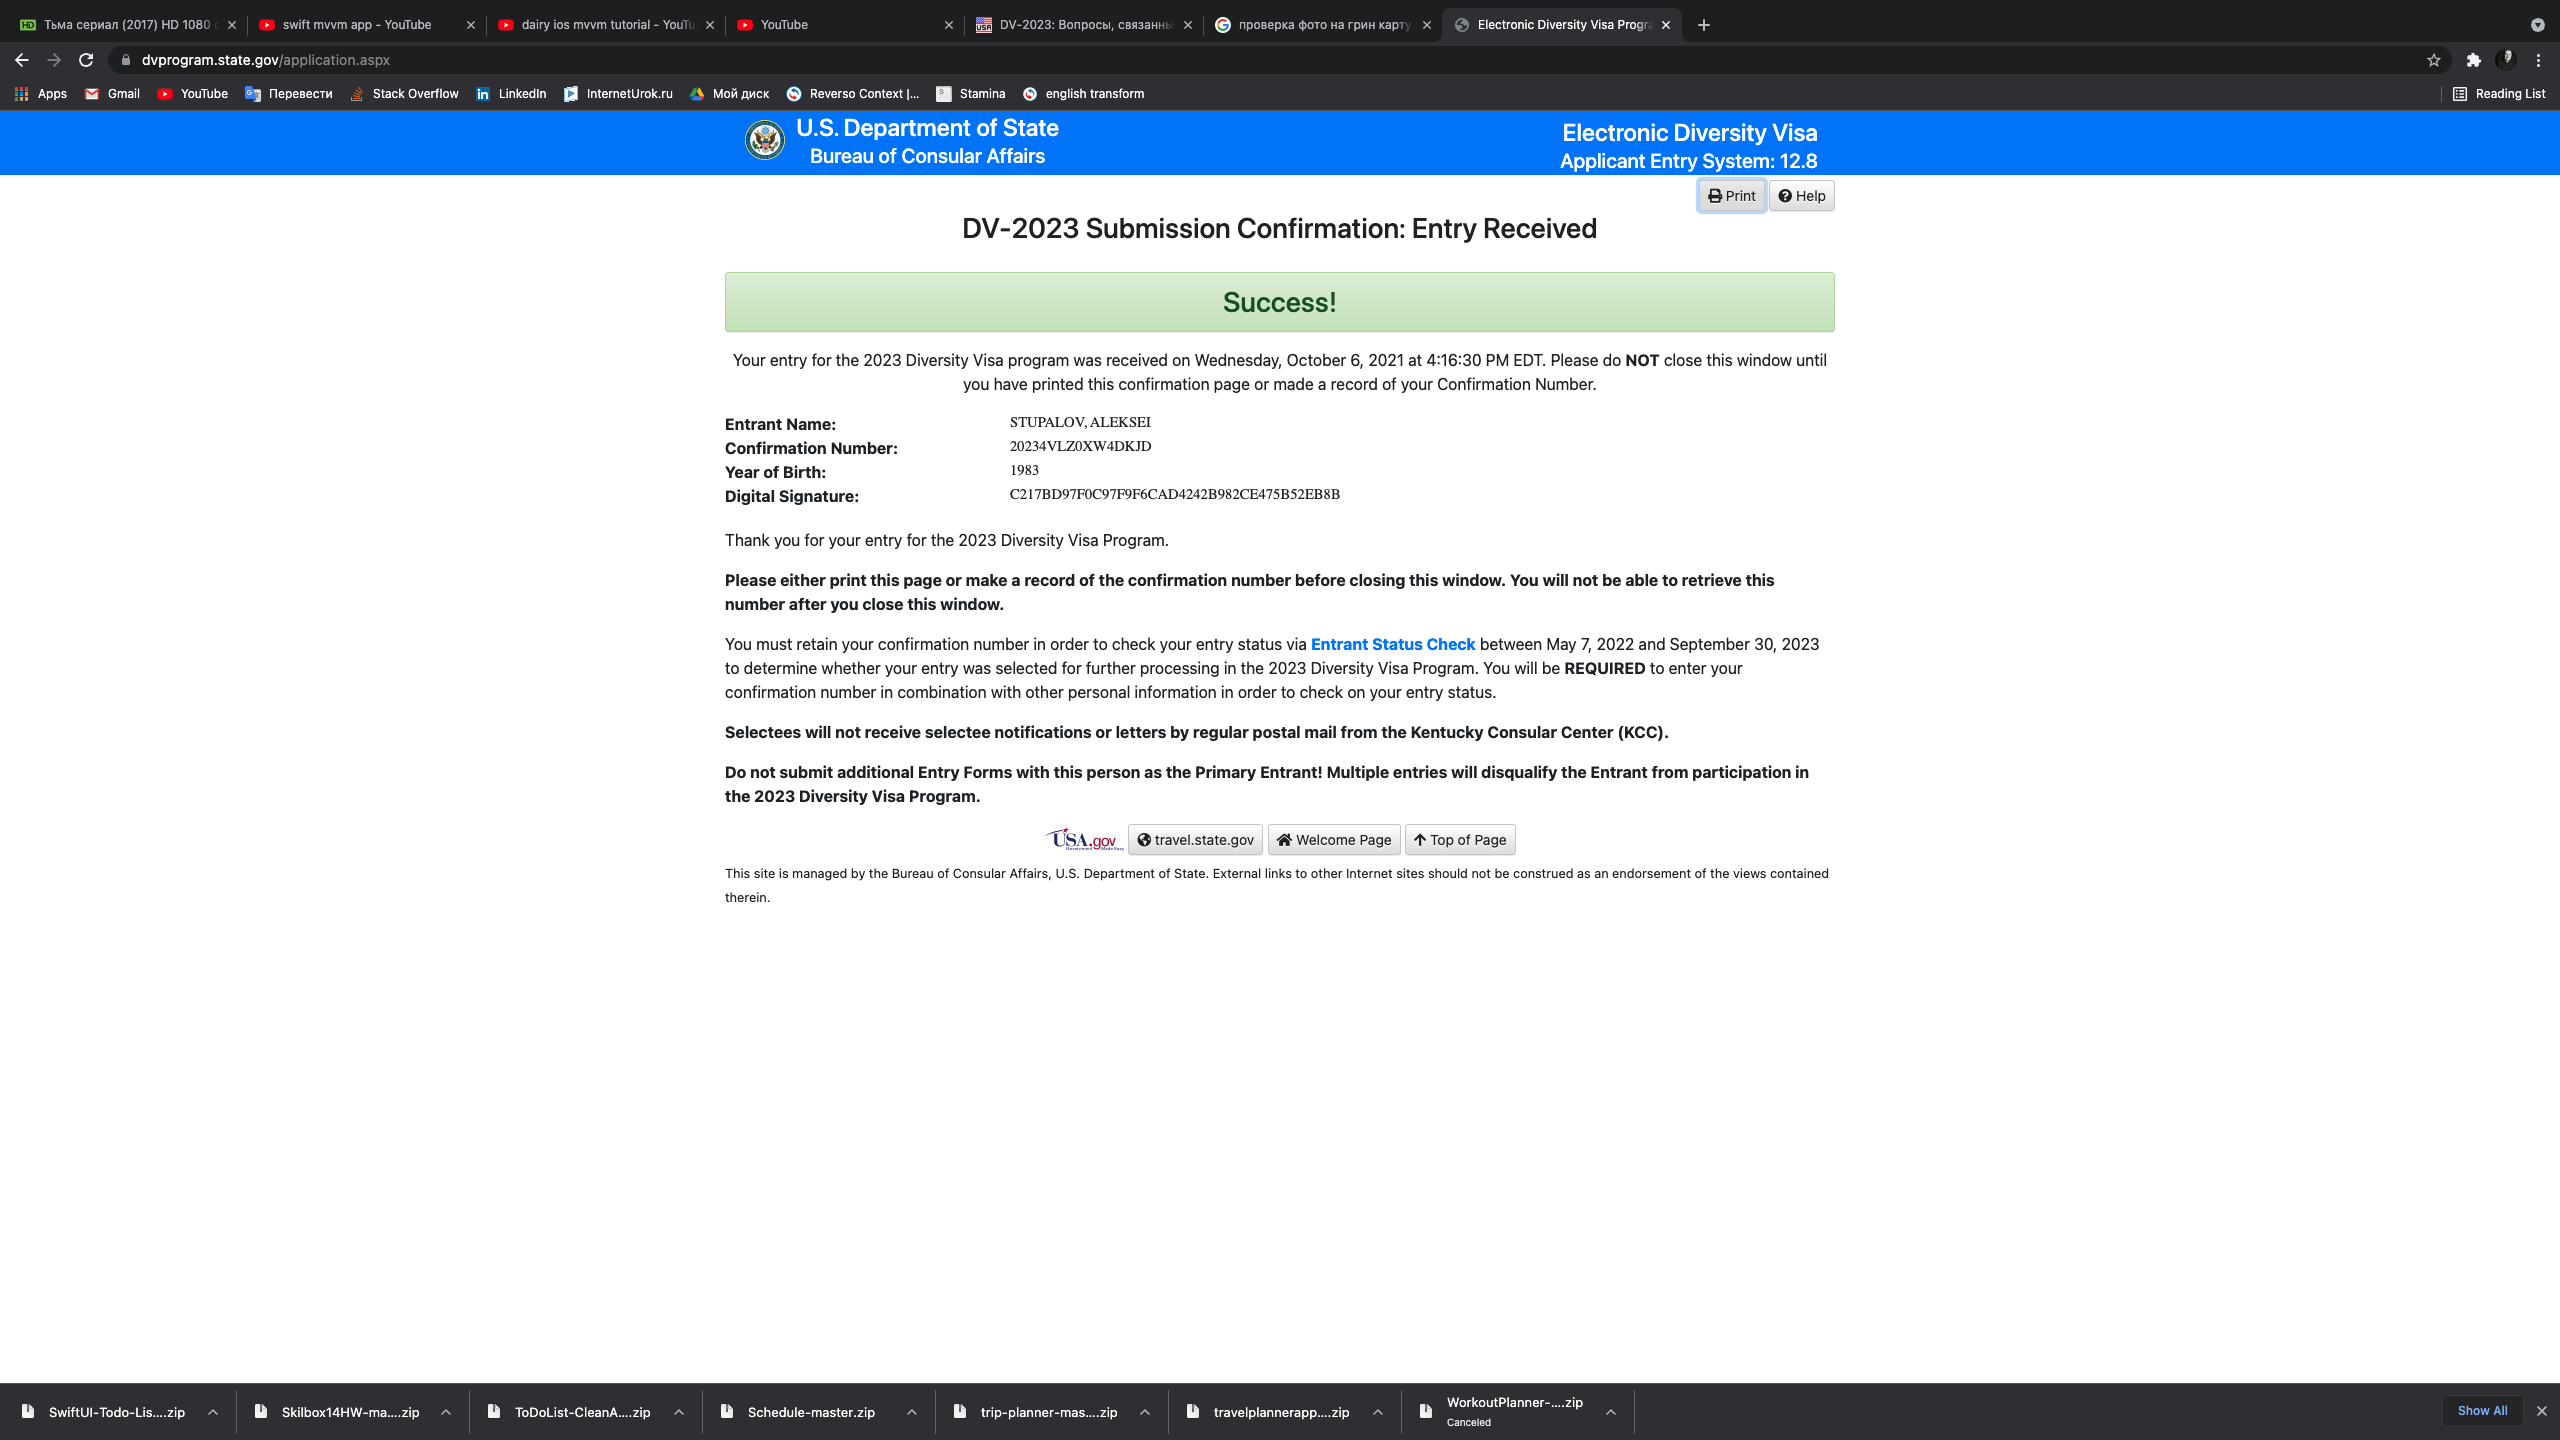 Тьма сериал (2017) HD 1080
swift mvvm app - YouTube
dairy ios mvvm tutorial - YouTu
YouTube
DV-2023: Вопросы, связанны
проверка фото на грин карту
Electronic Diversity Visa Progra
dvprogram.state.gov/application.aspx
Apps
Gmail
YouTube
Перевести
Stack Overflow
LinkedIn
InternetUrok.ru
Мой диск
Reverso Context |...
Stamina
english transform
Reading List
U.S. Department of State
Bureau of Consular Affairs
Electronic Diversity Visa
Applicant Entry System: 12.8
Print
Help
DV-2023 Submission Confirmation: Entry Received
Success!
Your entry for the 2023 Diversity Visa program was received on Wednesday, October 6, 2021 at 4:16:30 PM EDT. Please do NOT close this window until
you have printed this confirmation page or made a record of your Confirmation Number.
Entrant Name: STUPALOV, ALEKSEI
Confirmation Number: 20234VLZ0XW4DKJD
Year of Birth: 1983
Digital Signature: C217BD97F0C97F9F6CAD4242B982CE475B52EB8B
Thank you for your entry for the 2023 Diversity Visa Program.
Please either print this page or make a record of the confirmation number before closing this window. You will not be able to retrieve this
number after you close this window.
You must retain your confirmation number in order to check your entry status via Entrant Status Check between May 7, 2022 and September 30, 2023
to determine whether your entry was selected for further processing in the 2023 Diversity Visa Program. You will be REQUIRED to enter your
confirmation number in combination with other personal information in order to check on your entry status.
Selectees will not receive selectee notifications or letters by regular postal mail from the Kentucky Consular Center (KCC).
Do not submit additional Entry Forms with this person as the Primary Entrant! Multiple entries will disqualify the Entrant from participation in
the 2023 Diversity Visa Program.
USA.gov
travel.state.gov
Welcome Page
Top of Page
This site is managed by the Bureau of Consular Affairs, U.S. Department of State. External links to other Internet sites should not be construed as an endorsement of the views contained
therein.
SwiftUI-Todo-Lis....zip
Skilbox14HW-ma....zip
ToDoList-CleanA....zip
Schedule-master.zip
trip-planner-mas....zip
travelplannerapp....zip
WorkoutPlanner-....zip
Canceled
Show All